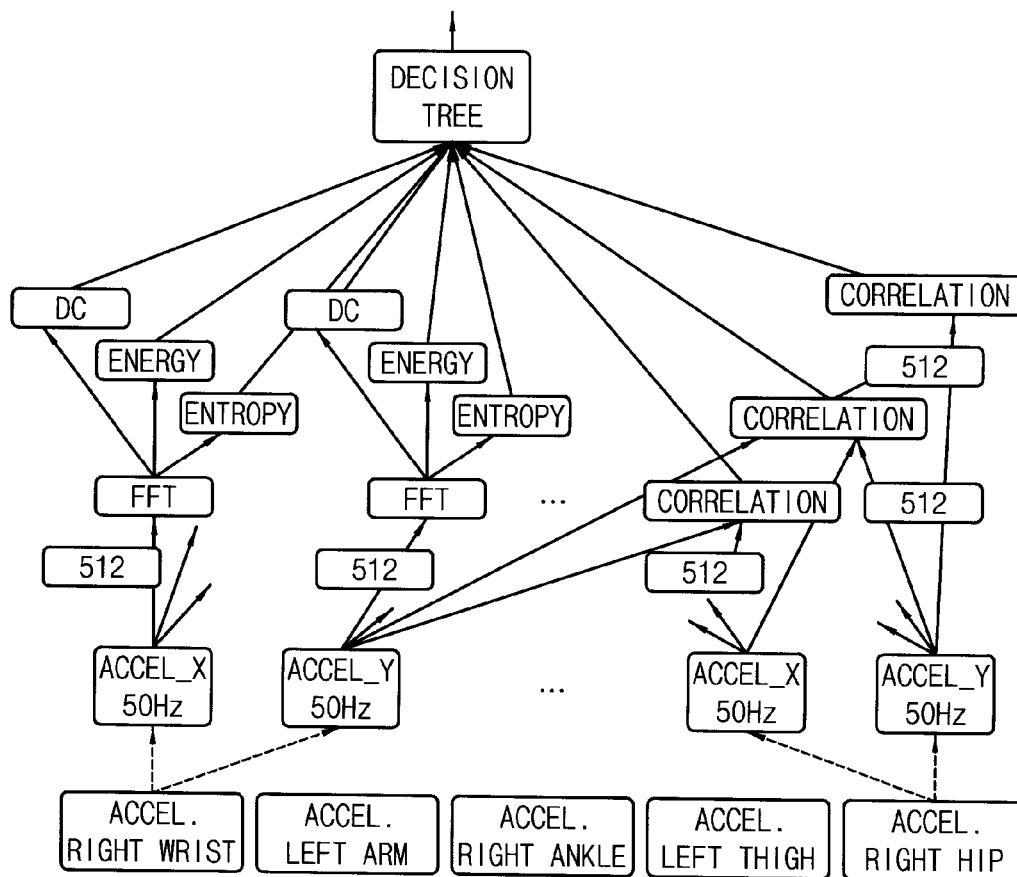 DECISION
TREE
DC
DC
CORRELATION
ENERGY
ENERGY
512
ENTROPY
ENTROPY
CORRELATION
FFT
FFT
...
CORRELATION
512
512
512
512
ACCEL_X
50Hz
ACCEL_Y
50Hz
...
ACCEL_X
50Hz
ACCEL_Y
50Hz
ACCEL.
RIGHT WRIST
ACCEL.
LEFT ARM
ACCEL.
RIGHT ANKLE
ACCEL.
LEFT THIGH
ACCEL.
RIGHT HIP